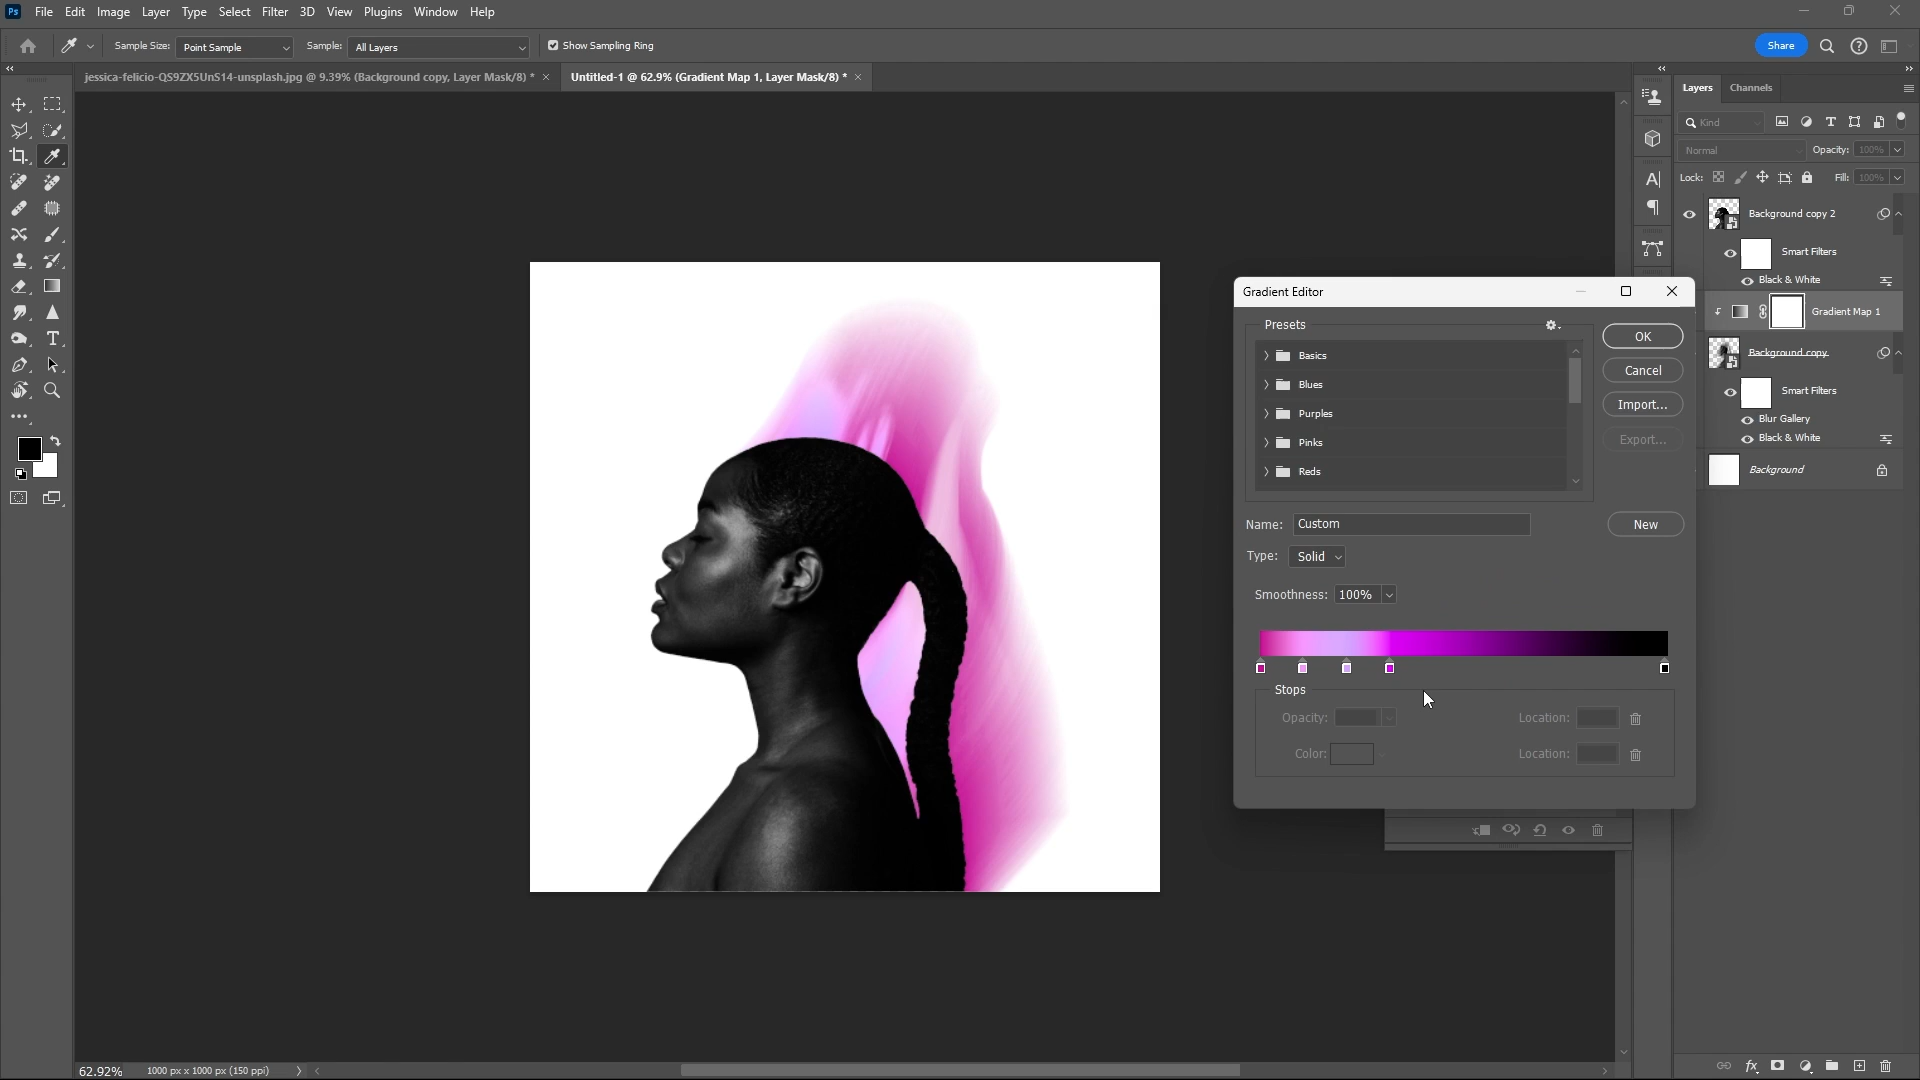 Ps File Edit Image Layer Type Select Filter 3D View Plugins Window Help
Sample Size: Point Sample Sample: All Layers Show Sampling Ring Share
jessica-felicio-QS9ZX5UnS14-unsplash.jpg @ 9.39% (Background copy, Layer Mask/8) * Untitled-1 @ 62.9% (Gradient Map 1, Layer Mask/8) *
Layers Channels
Kind
Normal Opacity: 100%
Lock: Fill: 100%
Background copy 2
Smart Filters
Black & White
Gradient Map 1
Background copy
Smart Filters
Blur Gallery
Black & White
Background
Gradient Editor
Presets
Basics
Blues
Purples
Pinks
Reds
OK
Cancel
Import...
Export...
Name: Custom New
Type: Solid
Smoothness: 100%
Stops
Opacity: Location:
Color: Location:
62.92% 1000 px x 1000 px (150 ppi)